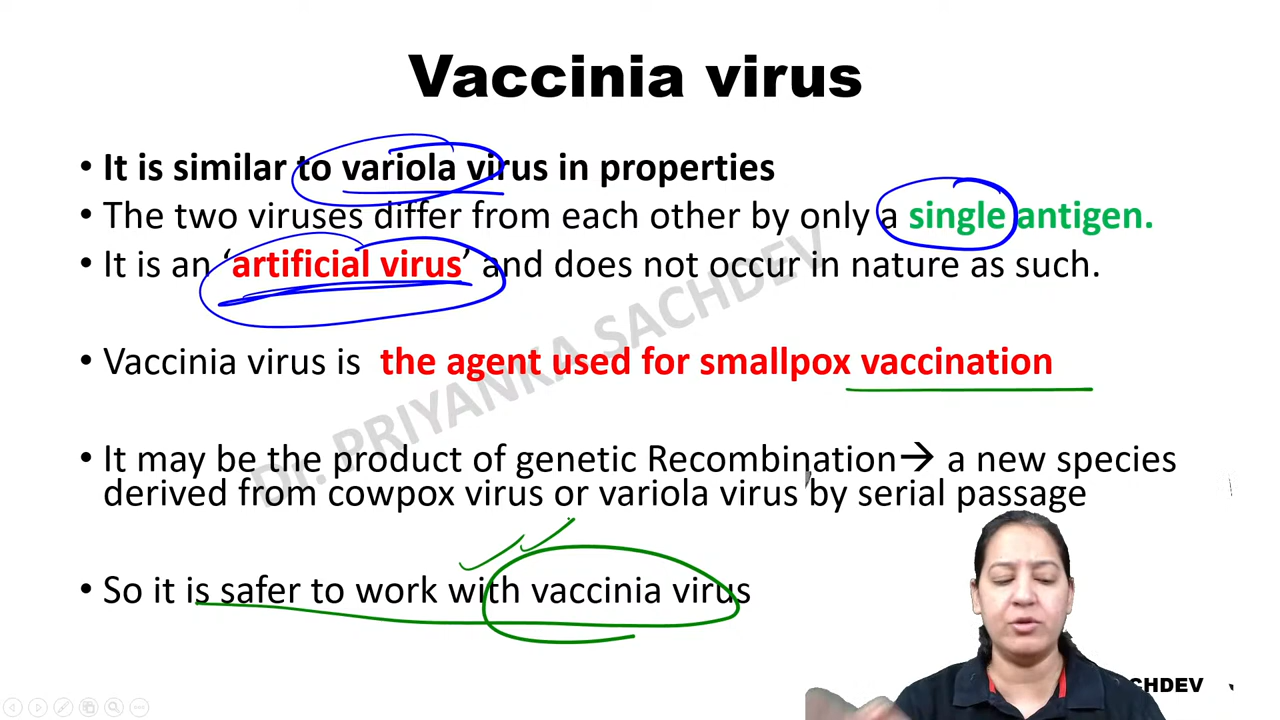 Vaccinia virus
• It is similar to variola virus in properties
• The two viruses differ from each other by only a single antigen.
• It is an ‘artificial virus’ and does not occur in nature as such.
• Vaccinia virus is the agent used for smallpox vaccination
• It may be the product of genetic Recombination→ a new species
derived from cowpox virus or variola virus by serial passage
• So it is safer to work with vaccinia virus
Dr. PRIYANKA SACHDEV
CHDEV